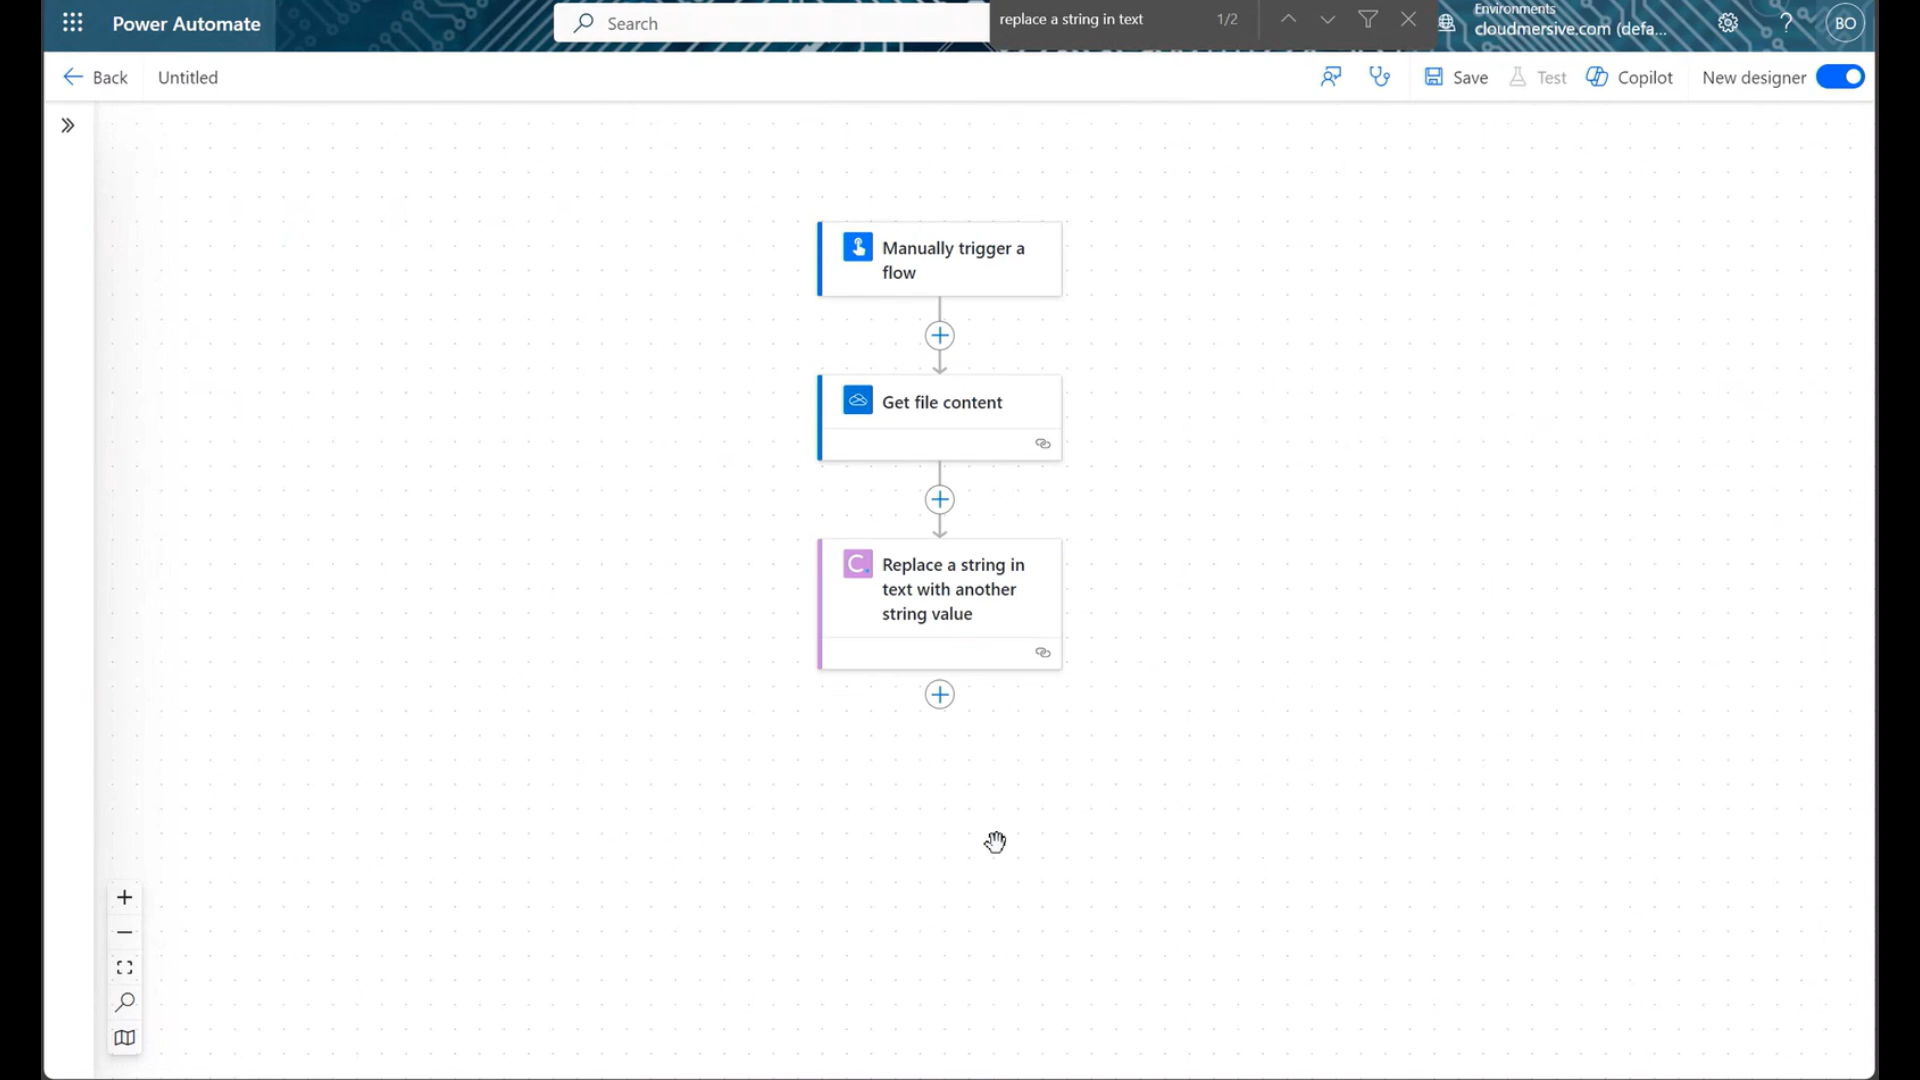 Power Automate
Search
replace a string in text
1/2
Environments
cloudmersive.com (defa...
?
BO
Back
Untitled
Save
Test
Copilot
New designer
Manually trigger a
flow
Get file content
C.
Replace a string in
text with another
string value